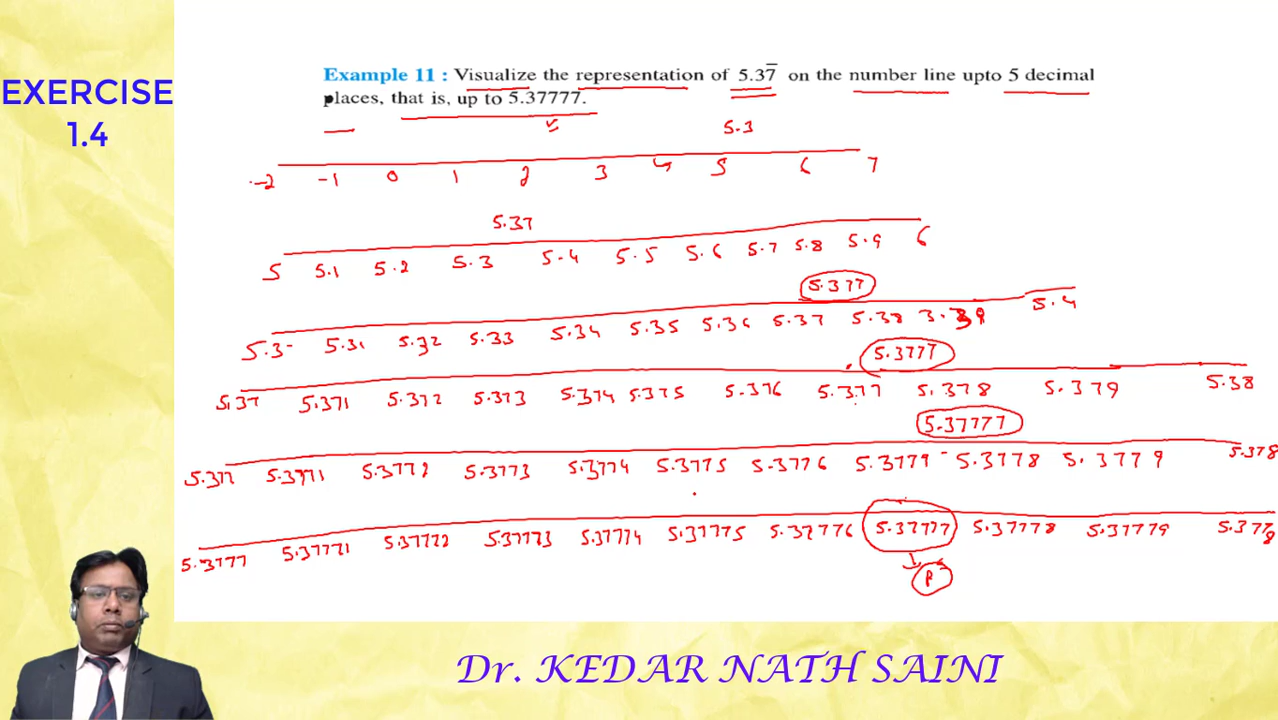 EXERCISE
1.4
Example 11 : Visualize the representation of 5.37̅ on the number line upto 5 decimal
places, that is, up to 5.37777.
5.3
-2 -1 0 1 2 3 4 5 6 7
5.37
5 5.1 5.2 5.3 5.4 5.5 5.6 5.7 5.8 5.9 6
5.377
5.3 5.31 5.32 5.33 5.34 5.35 5.36 5.37 5.38 5.4
5.3777
5.37 5.371 5.372 5.373 5.374 5.375 5.376 5.377 5.378 5.379 5.38
5.37777
5.377 5.3771 5.3772 5.3773 5.3774 5.3775 5.3776 5.3778 5.3779 5.378
5.3777 5.37771 5.37772 5.37773 5.37774 5.37775 5.37776 5.37777 5.37778 5.37779 5.3778
P
Dr. KEDAR NATH SAINI